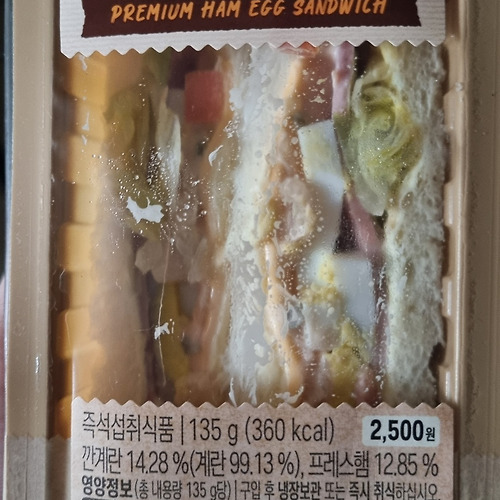 PREMIUM HAM EGG SANDWICH
즉석섭취식품 | 135 g (360 kcal) 2,500원
깐계란 14.28 %(계란 99.13 %), 프레스햄 12.85 %
영양정보 (총 내용량 135 g당) | 구입 후 냉장보관 또는 즉시 취식하십시오